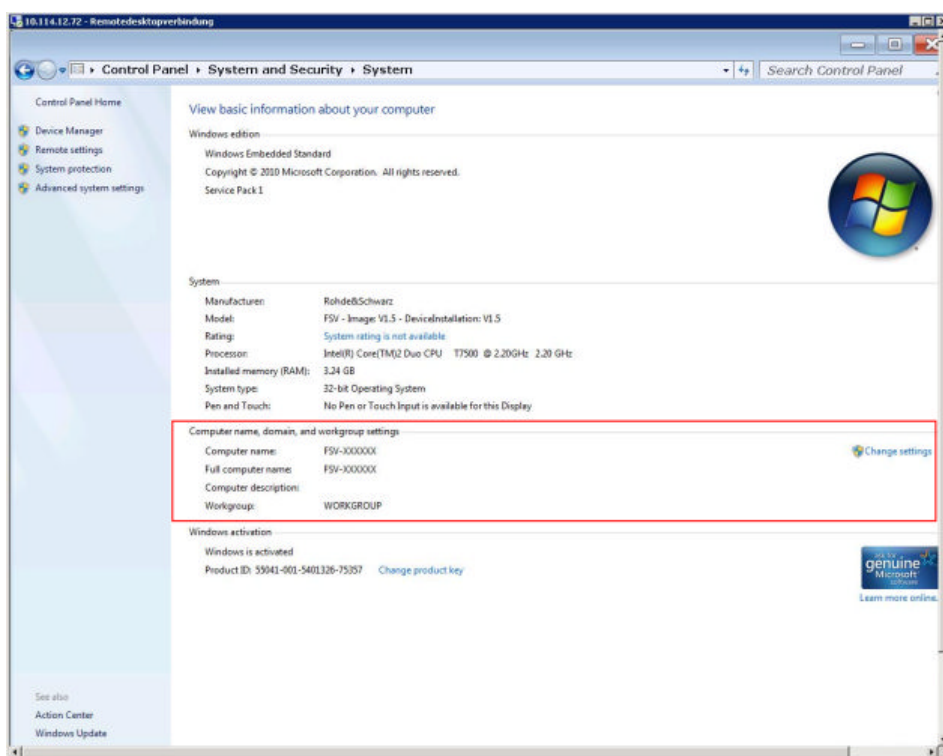 10.114.12.72 - Remotedesktopverbindung
Control Panel System and Security System
Search Control Panel
Control Panel Home
Device Manager
Remote settings
System protection
Advanced system settings
View basic information about your computer
Windows edition
Windows Embedded Standard
Copyright © 2010 Microsoft Corporation. All rights reserved.
Service Pack 1
System
Manufacturer: Rohde&Schwarz
Model: FSV - Image: V1.5 - DeviceInstallation: V1.5
Rating: System rating is not available
Processor: Intel(R) Core(TM)2 Duo CPU T7500 @ 2.20GHz 2.20 GHz
Installed memory (RAM): 3.24 GB
System type: 32-bit Operating System
Pen and Touch: No Pen or Touch Input is available for this Display
Computer name, domain, and workgroup settings
Computer name: FSV-XXXXXX
Change settings
Full computer name: FSV-XXXXXX
Computer description:
Workgroup: WORKGROUP
Windows activation
Windows is activated
Product ID: 55041-001-5401326-75357 Change product key
ask for
genuine
Microsoft
software
Learn more online.
See also
Action Center
Windows Update